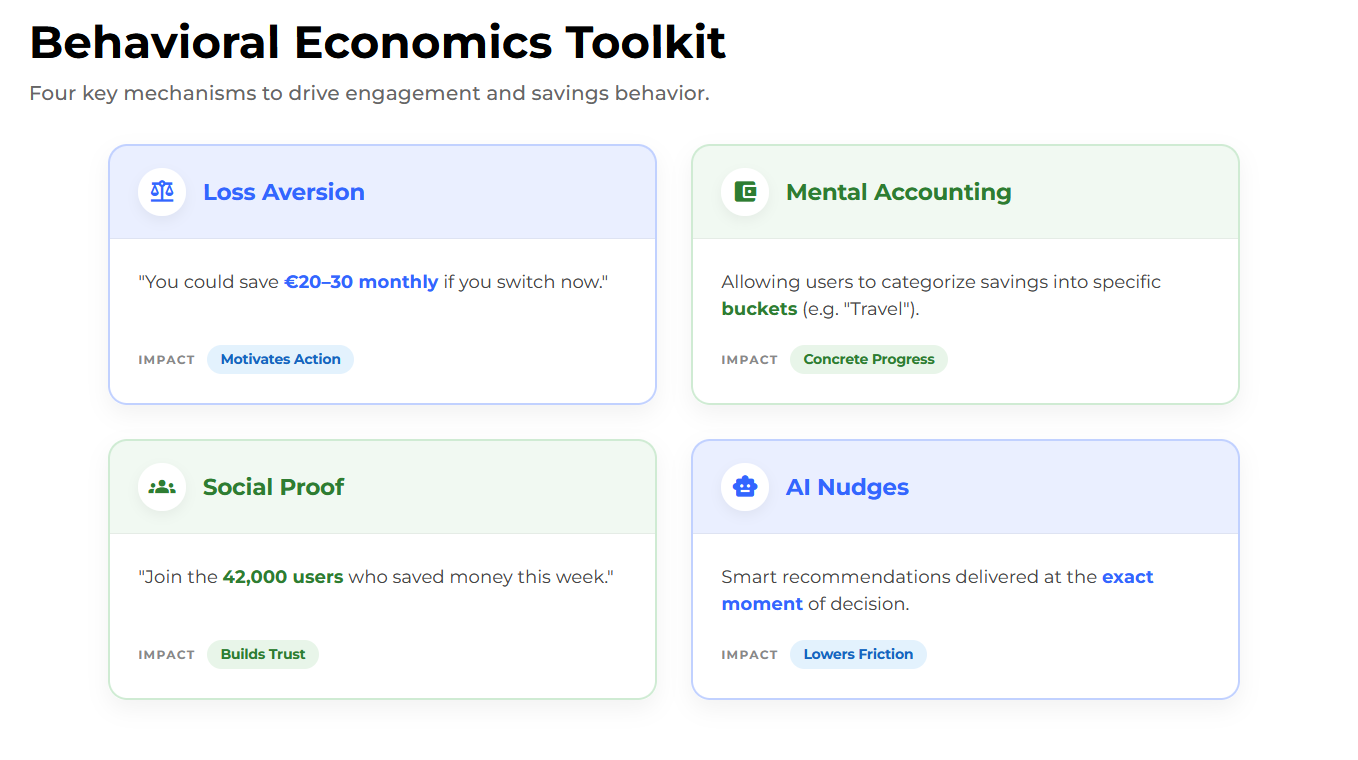 Behavioral Economics Toolkit
Four key mechanisms to drive engagement and savings behavior.
Loss Aversion
"You could save €20–30 monthly if you switch now."
IMPACT Motivates Action
Mental Accounting
Allowing users to categorize savings into specific
buckets (e.g. "Travel").
IMPACT Concrete Progress
Social Proof
"Join the 42,000 users who saved money this week."
IMPACT Builds Trust
AI Nudges
Smart recommendations delivered at the exact
moment of decision.
IMPACT Lowers Friction